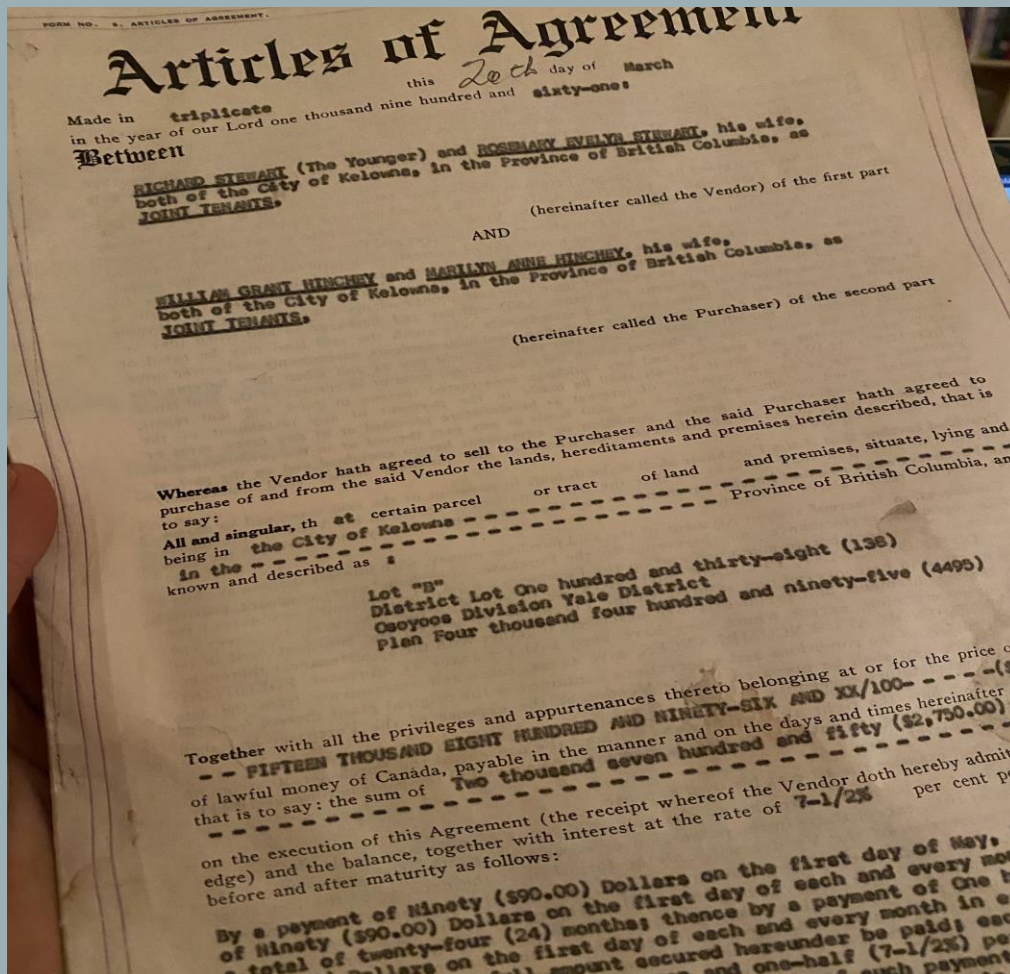 FORM NO. 8. ARTICLES OF AGREEMENT.
Articles of Agreement
Made in triplicate this 20th day of March
in the year of our Lord one thousand nine hundred and sixty-one:
Between
RICHARD STEWART (The Younger) and ROSEMARY EVELYN STEWART, his wife,
both of the City of Kelowna, in the Province of British Columbia, as
JOINT TENANTS,
(hereinafter called the Vendor) of the first part
AND
WILLIAM GRANT HINCHEY and MARILYN ANNE HINCHEY, his wife,
both of the City of Kelowna, in the Province of British Columbia, as
JOINT TENANTS,
(hereinafter called the Purchaser) of the second part
Whereas the Vendor hath agreed to sell to the Purchaser and the said Purchaser hath agreed to
purchase of and from the said Vendor the lands, hereditaments and premises herein described, that is
to say:
All and singular, th at certain parcel or tract of land and premises, situate, lying and
being in the City of Kelowna
in the Province of British Columbia,
known and described as :
Lot "B"
District Lot One hundred and thirty-eight (138)
Osoyoos Division Yale District
Plan Four thousand four hundred and ninety-five (4495)
Together with all the privileges and appurtenances thereto belonging at or for the price
- - FIFTEEN THOUSAND EIGHT HUNDRED AND NINETY-SIX AND XX/100- - - - -($
of lawful money of Canada, payable in the manner and on the days and times hereinafter
that is to say: the sum of Two thousand seven hundred and fifty ($2,750.00)
on the execution of this Agreement (the receipt whereof the Vendor doth hereby admit
edge) and the balance, together with interest at the rate of 7-1/2% per cent
before and after maturity as follows:
By a payment of Ninety ($90.00) Dollars on the first day of May,
of Ninety ($90.00) Dollars on the first day of each and every
total of twenty-four (24) months; thence by a payment of One
Dollars on the first day of each and every month in
amount secured hereunder be paid;
and one-half (7-1/2%)
payment